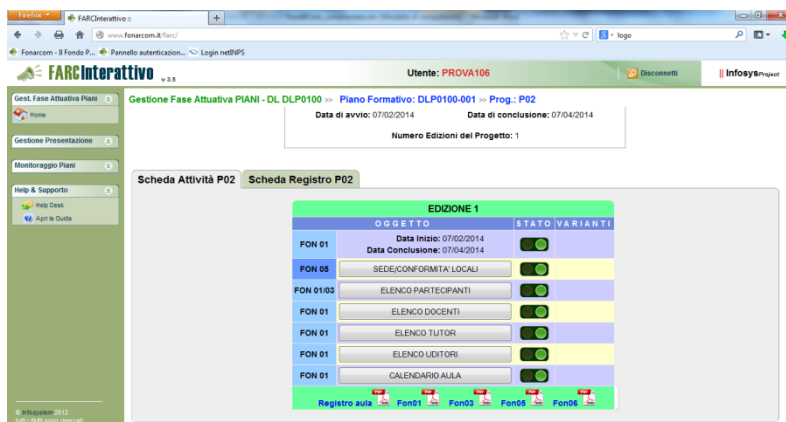 Firefox
FARCInterattivo ::
www.fonarcom.it/farc/
logo
Fonarcom - Il Fondo P...
Pannello autenticazion...
Login netINPS
FARCInterattivo v 3.5
Utente: PROVA106
Disconnetti
Infosysproject
Gest. Fase Attuativa Piani
Home
Gestione Presentazione
Monitoraggio Piani
Help & Supporto
Help Desk
Apri la Guida
© Infosystem 2012
tutti i diritti sono riservati
Gestione Fase Attuativa PIANI - DL DLP0100 >> Piano Formativo: DLP0100-001 >> Prog.: P02
Data di avvio: 07/02/2014 Data di conclusione: 07/04/2014
Numero Edizioni del Progetto: 1
Scheda Attività P02 Scheda Registro P02
EDIZIONE 1
OGGETTO STATO VARIANTI
FON 01 Data Inizio: 07/02/2014
Data Conclusione: 07/04/2014
FON 05 SEDE/CONFORMITA' LOCALI
FON 01/03 ELENCO PARTECIPANTI
FON 01 ELENCO DOCENTI
FON 01 ELENCO TUTOR
FON 01 ELENCO UDITORI
FON 01 CALENDARIO AULA
Registro aula Fon01 Fon03 Fon05 Fon06